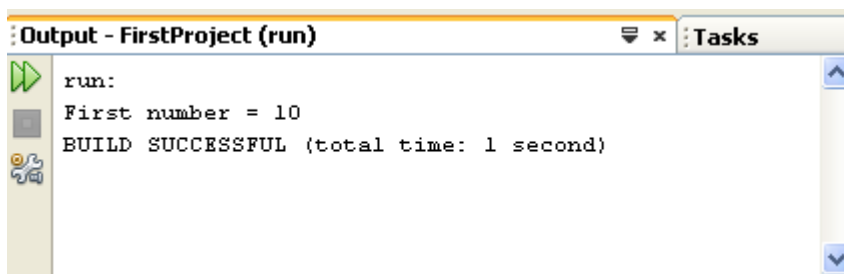 Output - FirstProject (run)
Tasks
run:
First number = 10
BUILD SUCCESSFUL (total time: 1 second)